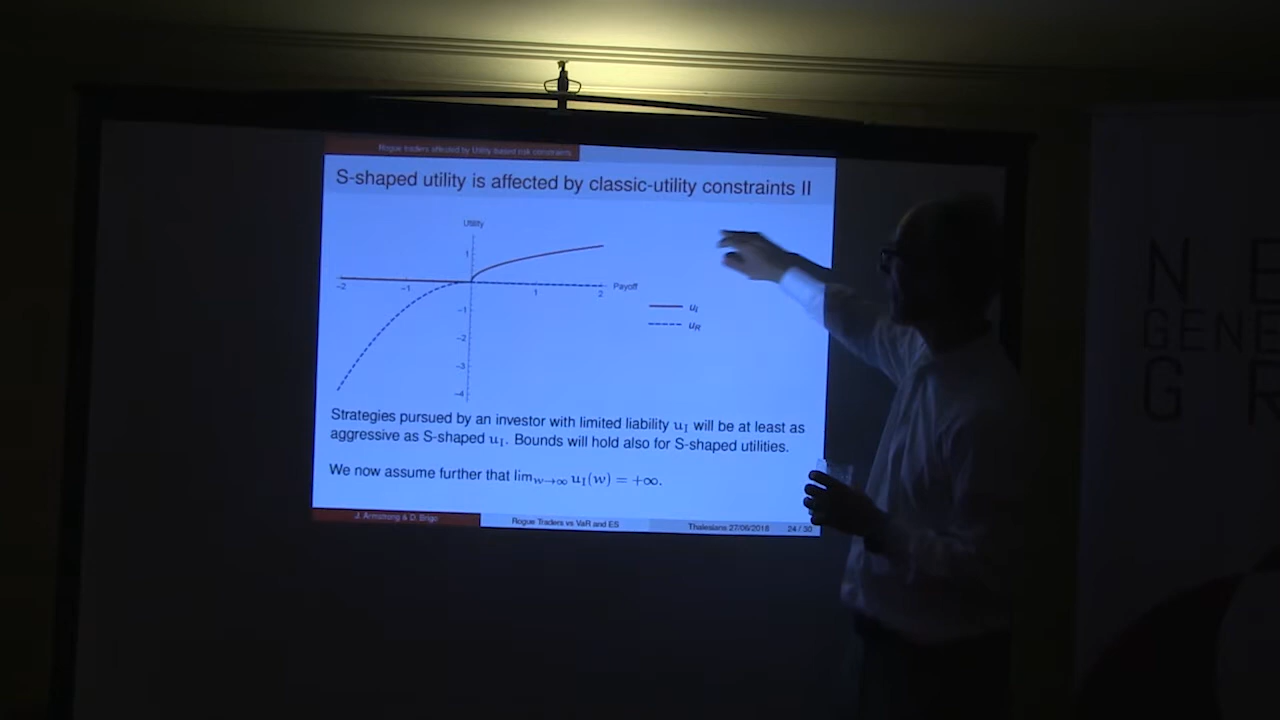 Rogue traders affected by Utility-based risk constraints
S-shaped utility is affected by classic-utility constraints II
Utility
1
-2 -1 1 2 Payoff
-1
-2
-3
-4
uI
uR
Strategies pursued by an investor with limited liability uI will be at least as
aggressive as S-shaped uI. Bounds will hold also for S-shaped utilities.
We now assume further that limw→∞ uI(w) = +∞.
J. Armstrong & D. Brigo Rogue Traders vs VaR and ES Thalesians 27/06/2018 24 / 30
N E
GENE
G R